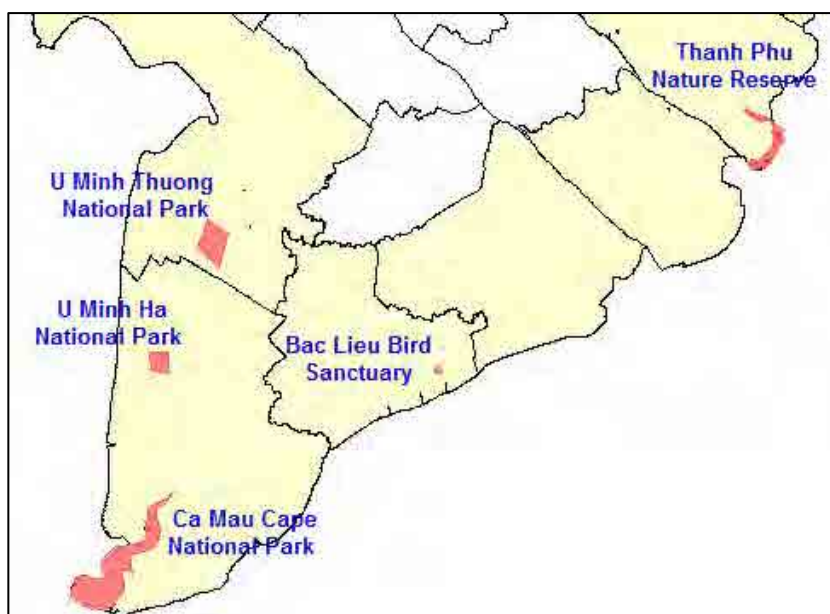 Thanh Phu
Nature Reserve
U Minh Thuong
National Park
U Minh Ha
National Park
Bac Lieu Bird
Sanctuary
Ca Mau Cape
National Park